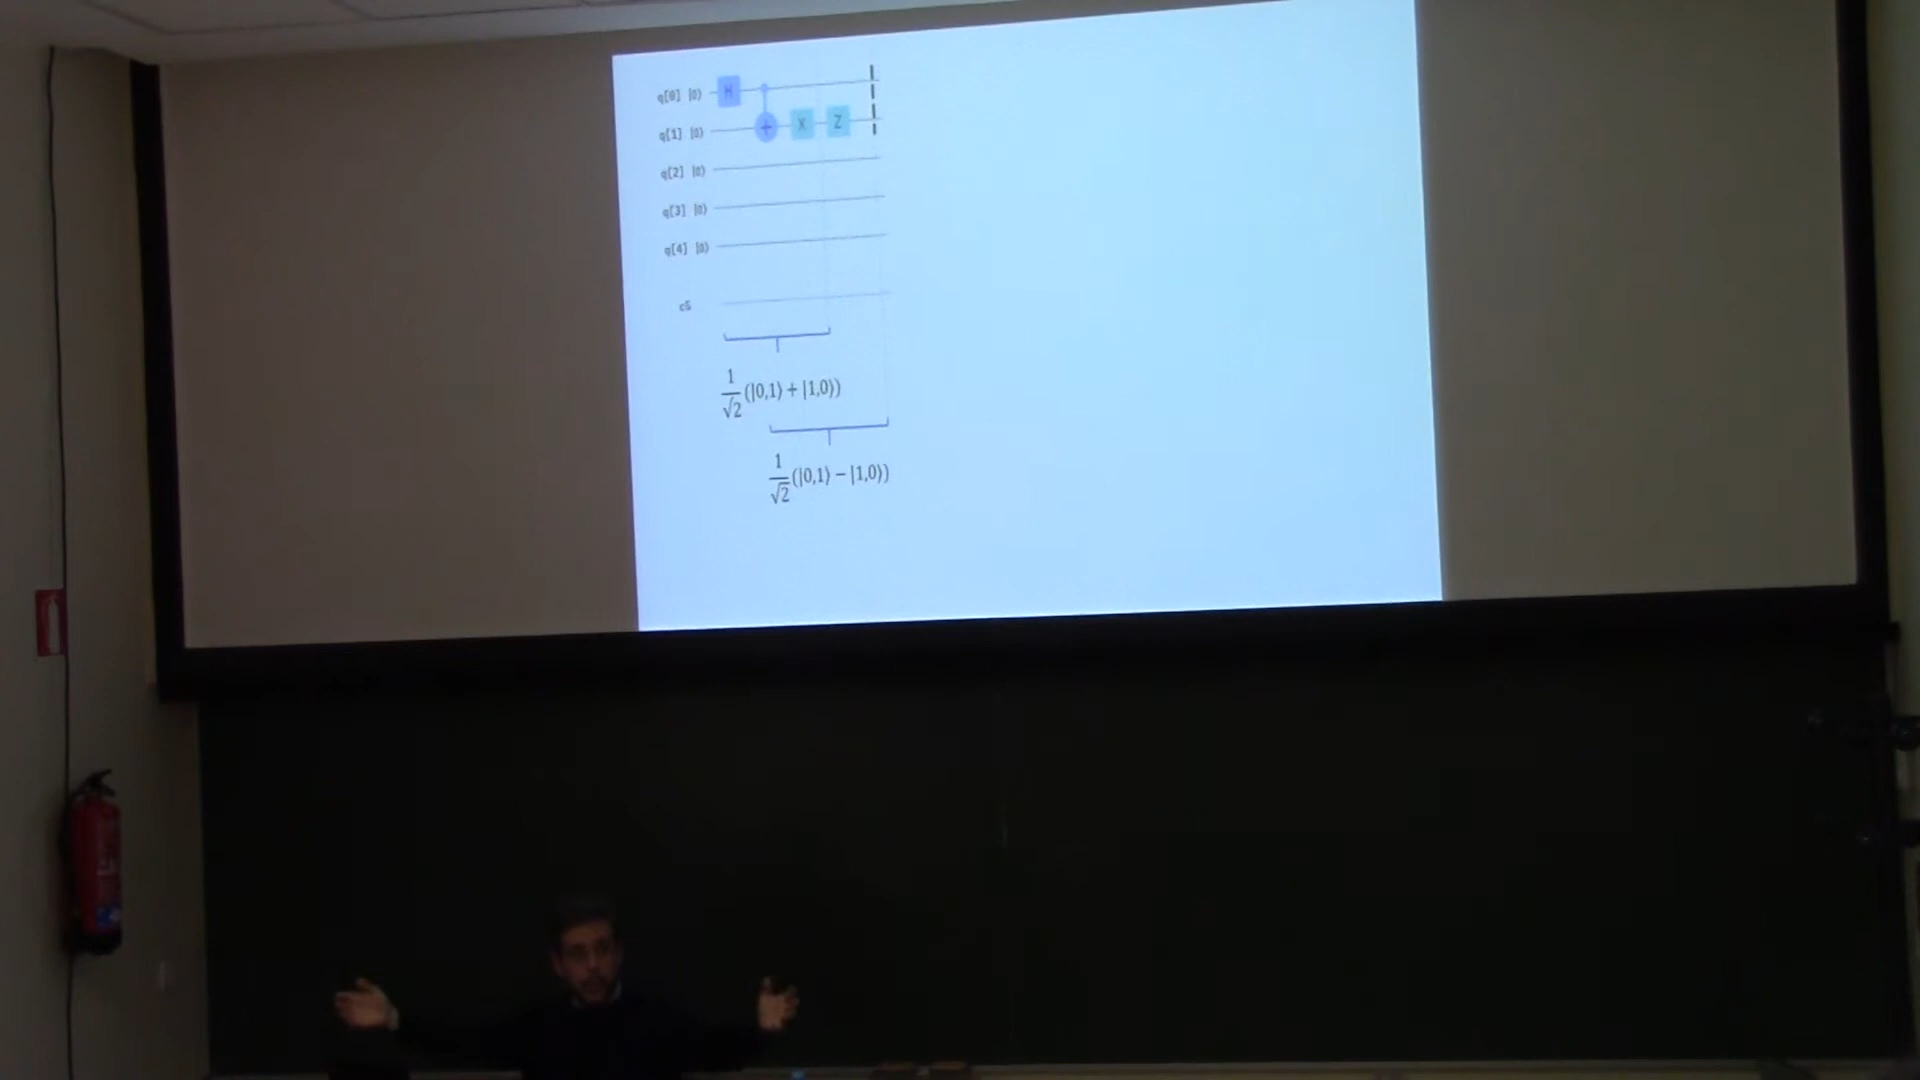 q[0] |0⟩ H
q[1] |0⟩ + X Z
q[2] |0⟩
q[3] |0⟩
q[4] |0⟩
c5
1/√2 (|0,1⟩ + |1,0⟩)
1/√2 (|0,1⟩ − |1,0⟩)